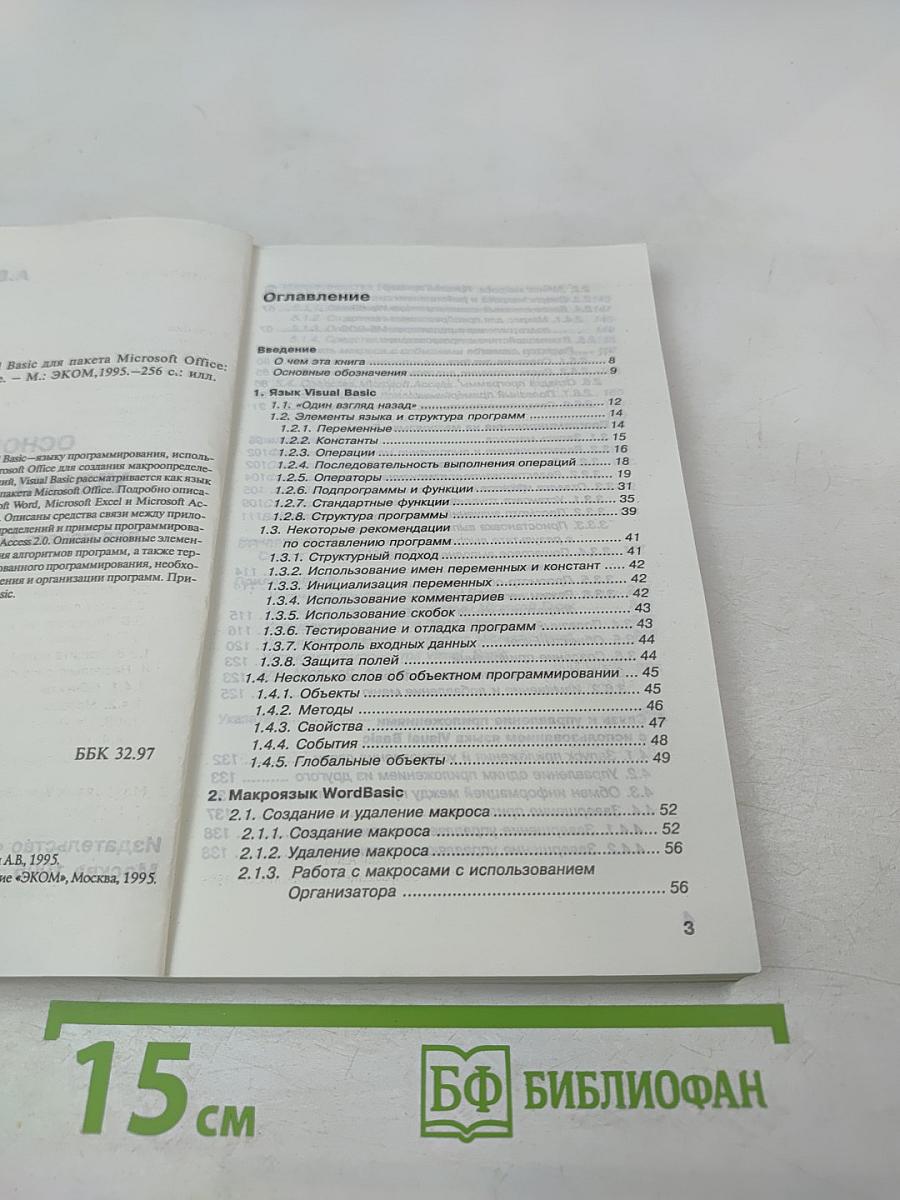 l Basic для пакета Microsoft Office:
е. – М.: ЭКОМ,1995.—256 с.: илл.
l Basic—языку программирования, исполь-
rosoft Office для создания макроопределе-
ий, Visual Basic рассматривается как язык
пакета Microsoft Office. Подробно описа-
oft Word, Microsoft Excel и Microsoft Ac-
. Описаны средства связи между прило-
ределений и примеры программирова-
Access 2.0. Описаны основные элемен-
ния алгоритмов программ, а также тер-
ованного программирования, необхо-
ения и организации программ. При-
sic.
ББК 32.97
А.В, 1995.
ие «ЭКОМ», Москва, 1995.
Оглавление
Введение
О чем эта книга ..... 8
Основные обозначения ..... 9
1. Язык Visual Basic
1.1. «Один взгляд назад» ..... 12
1.2. Элементы языка и структура программ ..... 14
1.2.1. Переменные ..... 14
1.2.2. Константы ..... 15
1.2.3. Операции ..... 16
1.2.4. Последовательность выполнения операций ..... 18
1.2.5. Операторы ..... 19
1.2.6. Подпрограммы и функции ..... 31
1.2.7. Стандартные функции ..... 35
1.2.8. Структура программы ..... 39
1.3. Некоторые рекомендации
по составлению программ ..... 41
1.3.1. Структурный подход ..... 41
1.3.2. Использование имен переменных и констант .... 42
1.3.3. Инициализация переменных ..... 42
1.3.4. Использование комментариев ..... 42
1.3.5. Использование скобок ..... 43
1.3.6. Тестирование и отладка программ ..... 43
1.3.7. Контроль входных данных ..... 44
1.3.8. Защита полей ..... 44
1.4. Несколько слов об объектном программировании ... 45
1.4.1. Объекты ..... 45
1.4.2. Методы ..... 46
1.4.3. Свойства ..... 47
1.4.4. События ..... 48
1.4.5. Глобальные объекты ..... 49
2. Макроязык WordBasic
2.1. Создание и удаление макроса ..... 52
2.1.1. Создание макроса ..... 52
2.1.2. Удаление макроса ..... 56
2.1.3. Работа с макросами с использованием
Организатора ..... 56
3
15 см
БФ БИБЛИОФАН